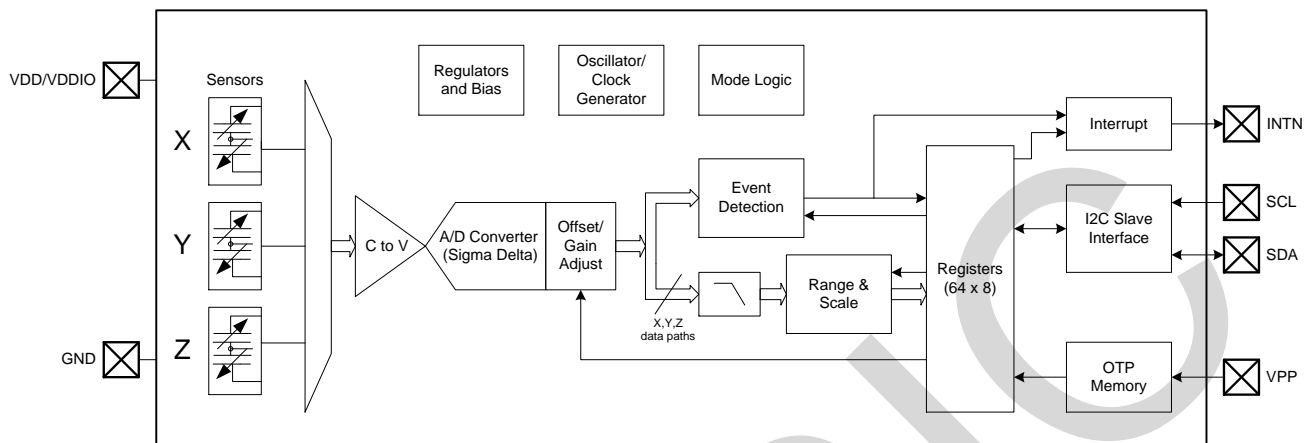 VDD/VDDIO
GND
Sensors
X
Y
Z
Regulators
and Bias
Oscillator/
Clock
Generator
Mode Logic
C to V
A/D Converter
(Sigma Delta)
Offset/
Gain
Adjust
Event
Detection
X,Y,Z
data paths
Range &
Scale
Registers
(64 x 8)
Interrupt
I2C Slave
Interface
OTP
Memory
INTN
SCL
SDA
VPP